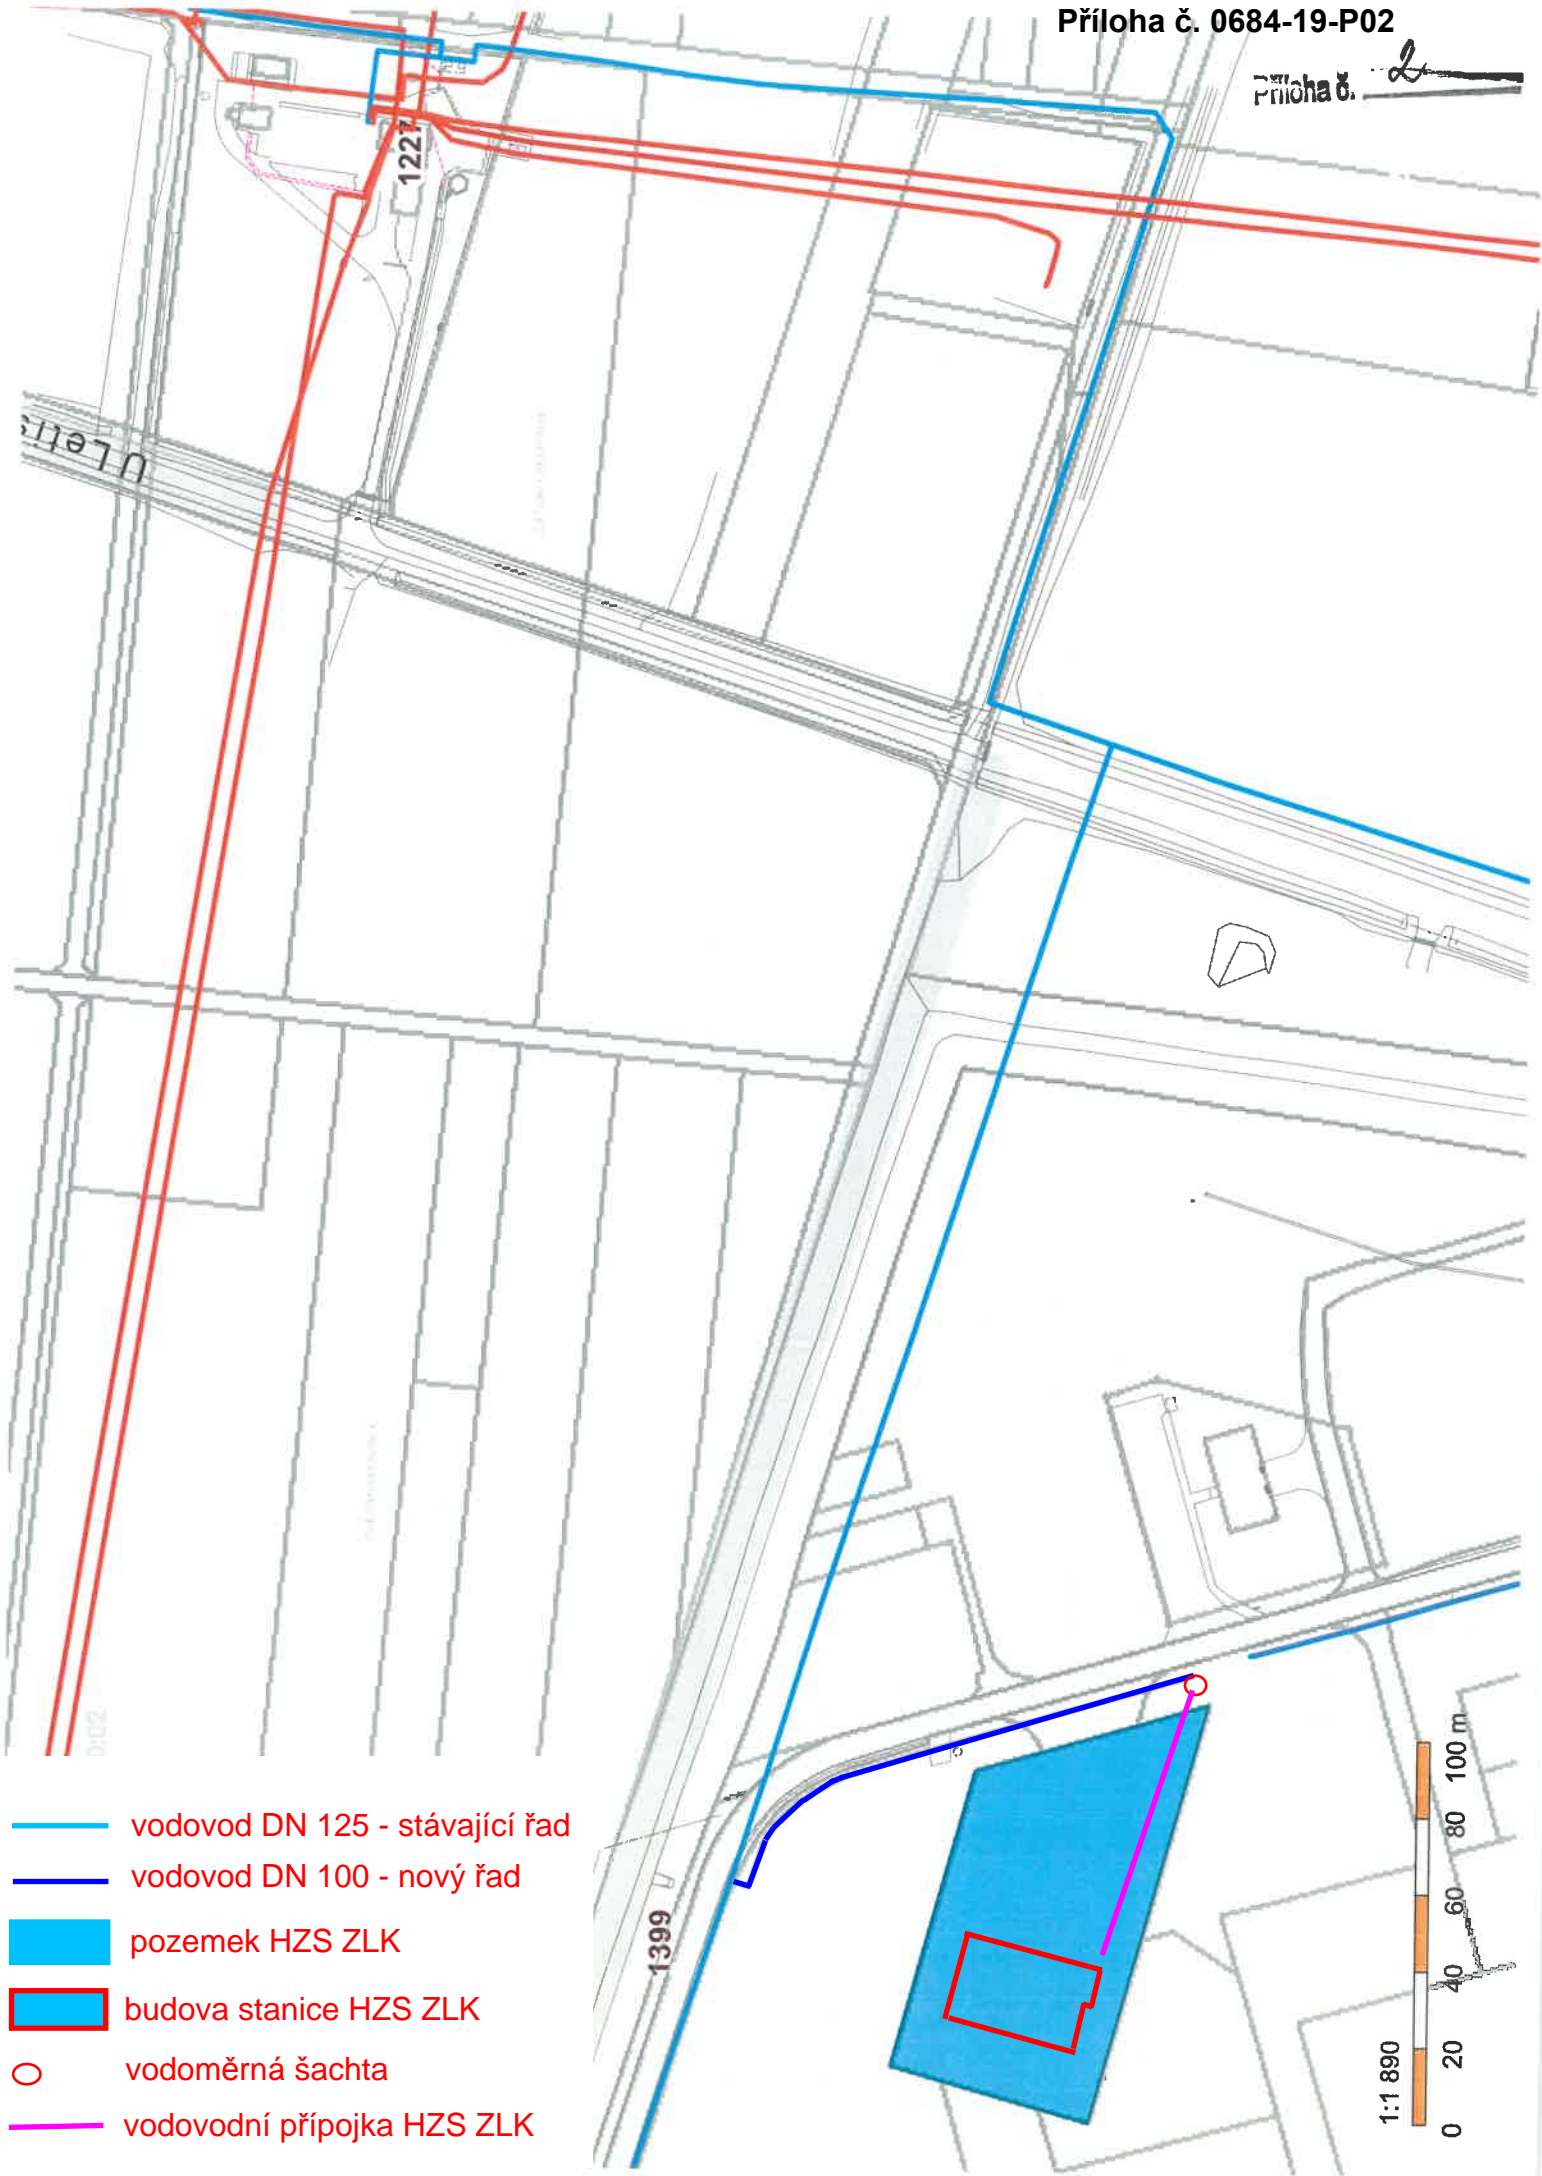 Příloha č. 0684-19-P02
Příloha č. 2
1227
U Letiš
1399
vodovod DN 125 - stávající řad
vodovod DN 100 - nový řad
pozemek HZS ZLK
budova stanice HZS ZLK
vodoměrná šachta
vodovodní přípojka HZS ZLK
1:1 890
0 20 40 60 80 100 m